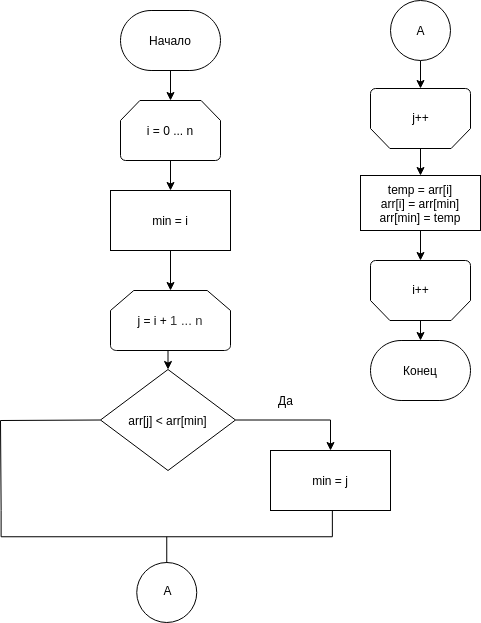 Начало
i = 0 ... n
min = i
j = i + 1 ... n
arr[j] < arr[min]
Да
min = j
A
A
j++
temp = arr[i]
arr[i] = arr[min]
arr[min] = temp
i++
Конец